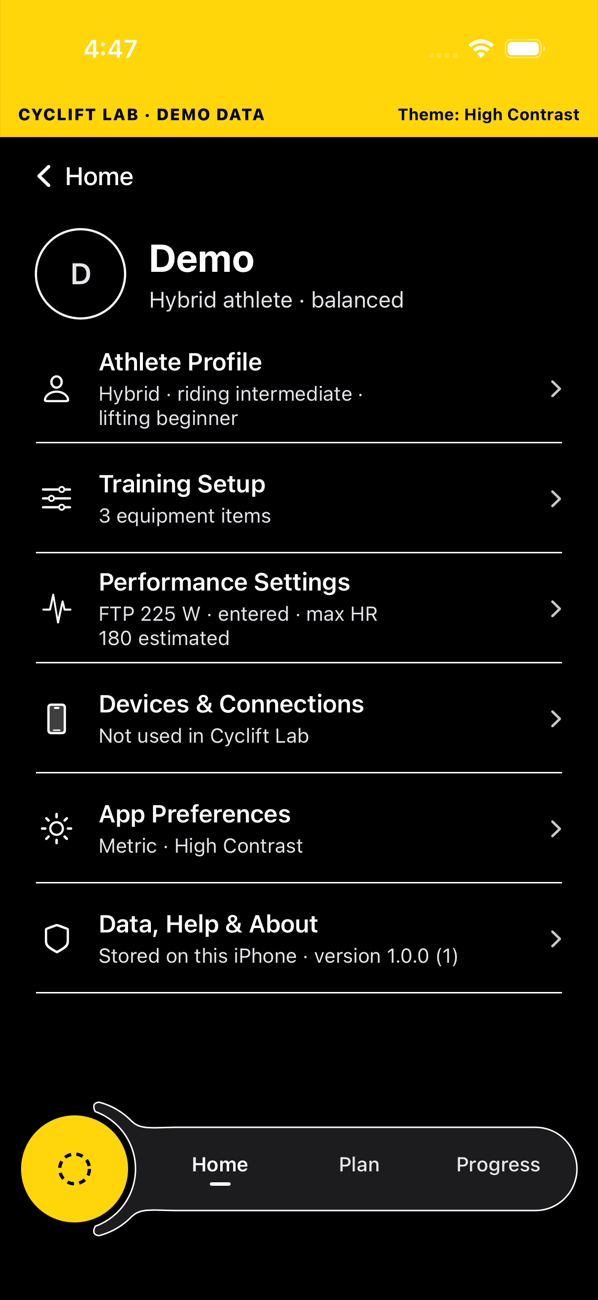 4:47
CYCLIFT LAB · DEMO DATA
Theme: High Contrast
Home
D
Demo
Hybrid athlete · balanced
Athlete Profile
Hybrid · riding intermediate ·
lifting beginner
Training Setup
3 equipment items
Performance Settings
FTP 225 W · entered · max HR
180 estimated
Devices & Connections
Not used in Cyclift Lab
App Preferences
Metric · High Contrast
Data, Help & About
Stored on this iPhone · version 1.0.0 (1)
Home
Plan
Progress